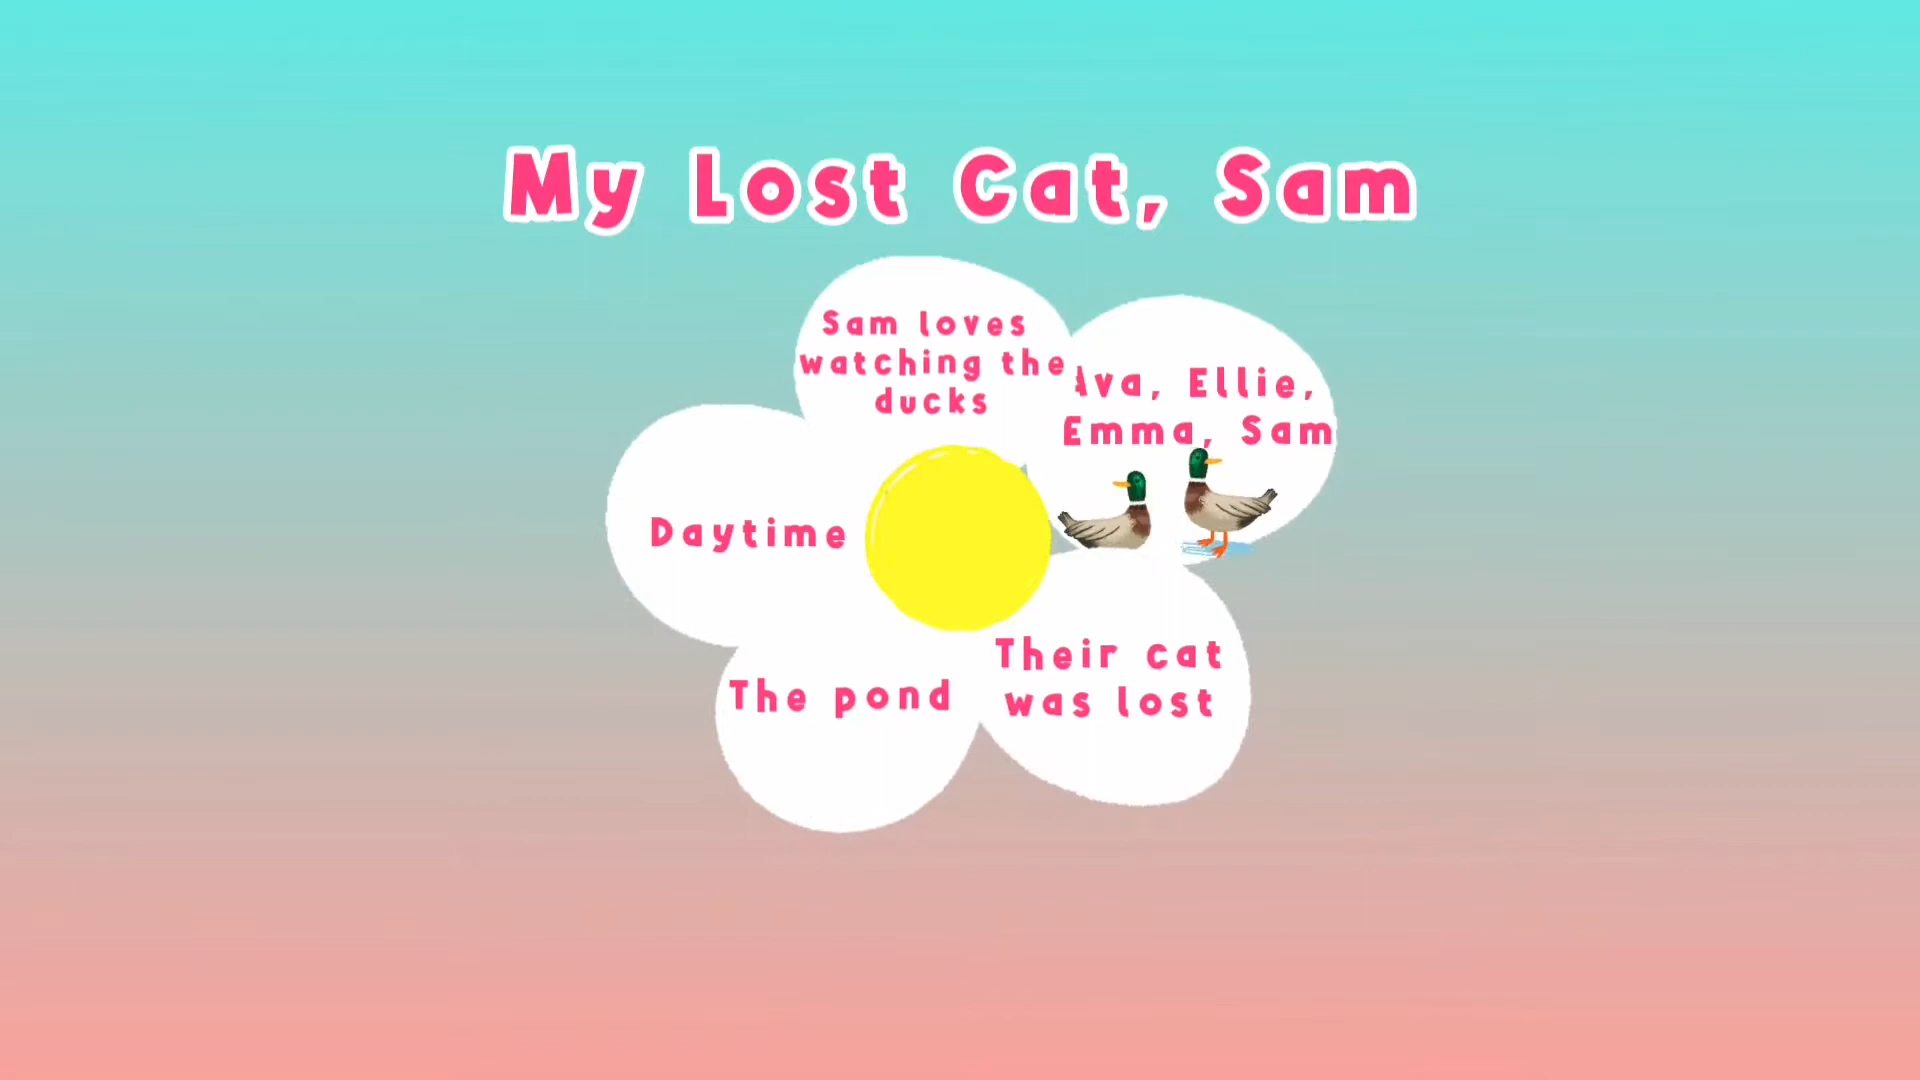 My Lost Cat, Sam
Sam loves
watching the
ducks
Ava, Ellie,
Emma, Sam
Daytime
The pond
Their cat
was lost